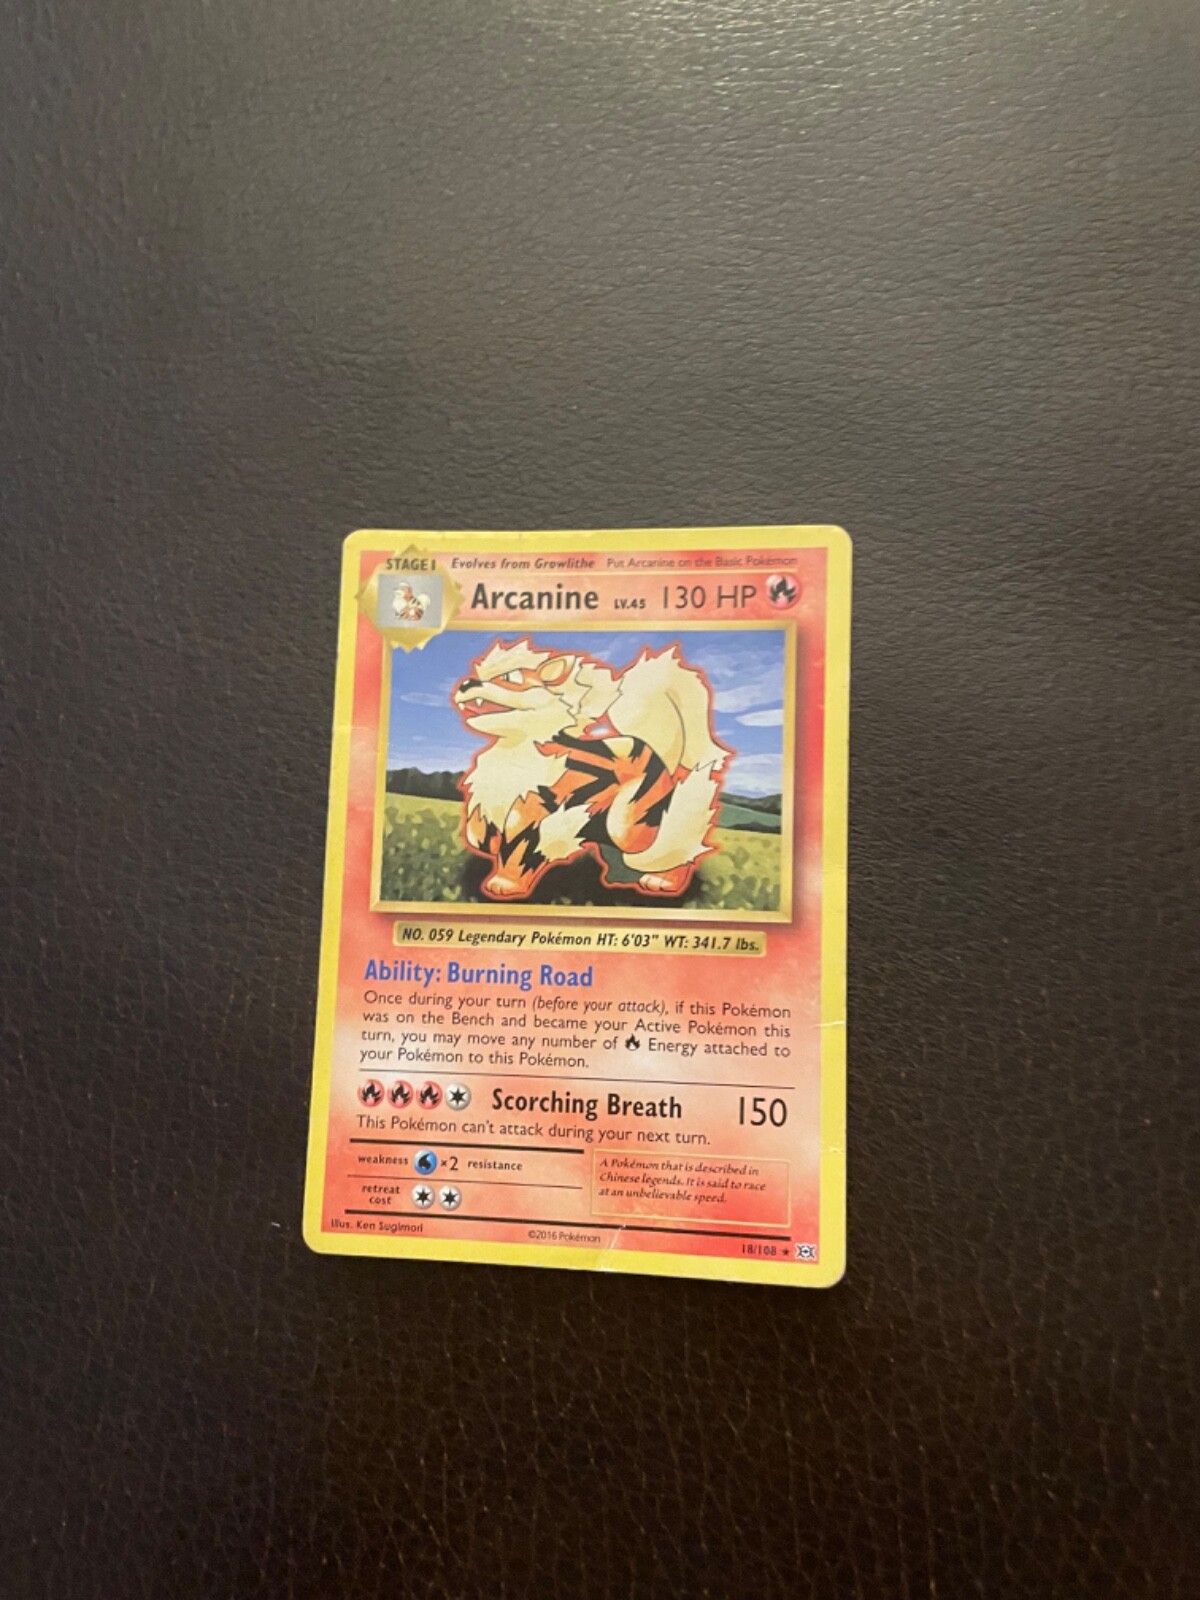 STAGE 1 Evolves from Growlithe Put Arcanine on the Basic Pokémon
Arcanine LV.45 130 HP
NO. 059 Legendary Pokémon HT: 6'03" WT: 341.7 lbs.
Ability: Burning Road
Once during your turn (before your attack), if this Pokémon
was on the Bench and became your Active Pokémon this
turn, you may move any number of Energy attached to
your Pokémon to this Pokémon.
Scorching Breath 150
This Pokémon can't attack during your next turn.
weakness ×2 resistance
retreat
cost
A Pokémon that is described in
Chinese legends. It is said to race
at an unbelievable speed.
Illus. Ken Sugimori
©2016 Pokémon
18/108 ★